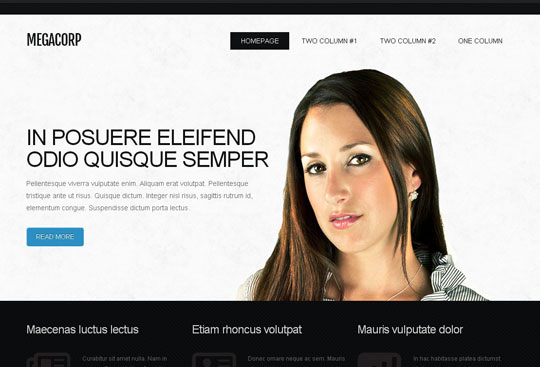 MEGACORP
HOMEPAGE
TWO COLUMN #1
TWO COLUMN #2
ONE COLUMN
IN POSUERE ELEIFEND
ODIO QUISQUE SEMPER
Pellentesque viverra vulputate enim. Aliquam erat volutpat. Pellentesque
tristique ante ut risus. Quisque dictum. Integer nisl risus, sagittis rutrum id,
elementum congue. Suspendisse dictum porta lectus
READ MORE
Maecenas luctus lectus
Etiam rhoncus volutpat
Mauris vulputate dolor
Curabitur sit amet nulla. Nam in
Donec ornare neque ac sem. Mauris
In hac habitasse platea dictumst.